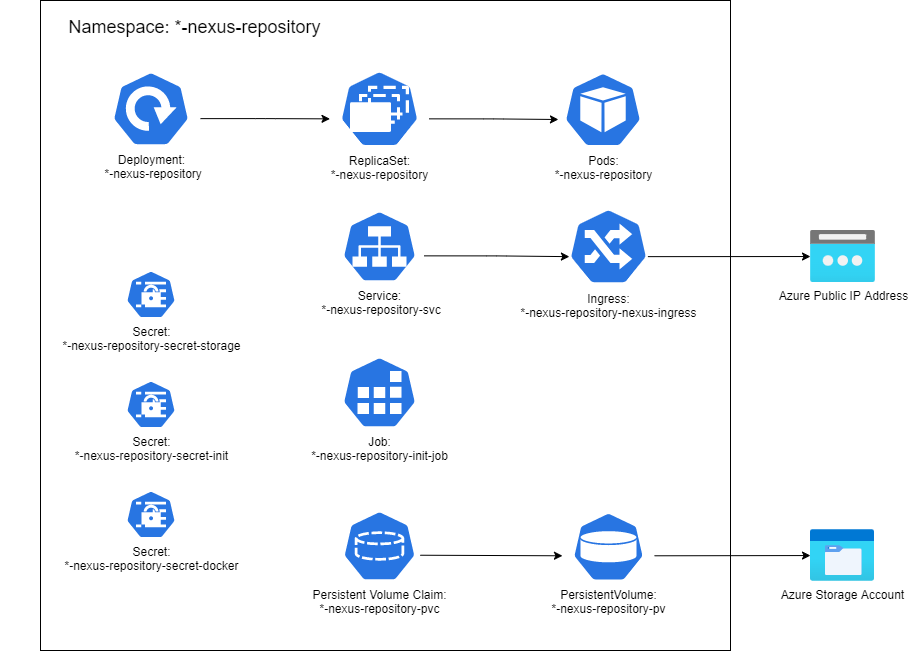 Namespace: *-nexus-repository
Deployment:
*-nexus-repository
ReplicaSet:
*-nexus-repository
Pods:
*-nexus-repository
Service:
*-nexus-repository-svc
Ingress:
*-nexus-repository-nexus-ingress
Azure Public IP Address
Secret:
*-nexus-repository-secret-storage
Secret:
*-nexus-repository-secret-init
Job:
*-nexus-repository-init-job
Secret:
*-nexus-repository-secret-docker
Persistent Volume Claim:
*-nexus-repository-pvc
PersistentVolume:
*-nexus-repository-pv
Azure Storage Account